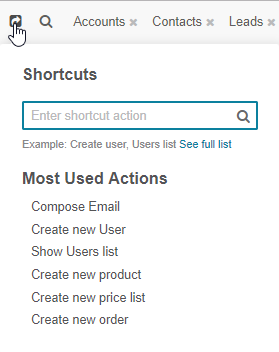 Accounts × Contacts × Leads ×
Shortcuts
Enter shortcut action
Example: Create user, Users list See full list
Most Used Actions
Compose Email
Create new User
Show Users list
Create new product
Create new price list
Create new order